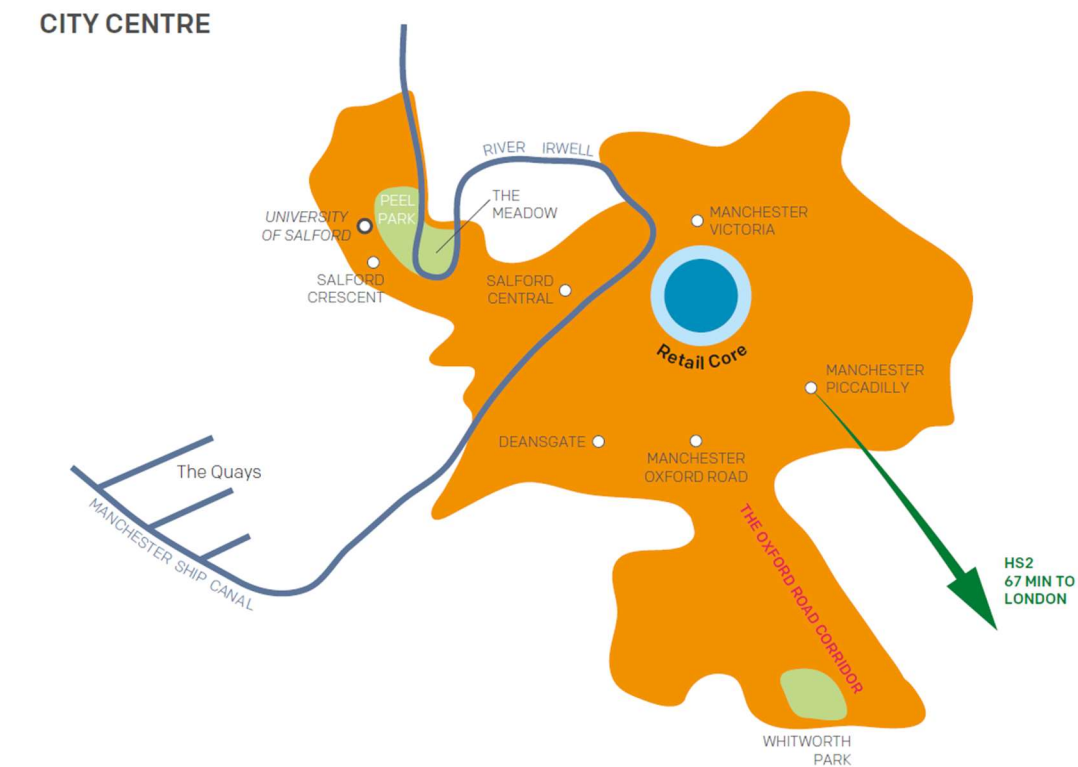 CITY CENTRE
RIVER IRWELL
PEEL
PARK
THE
MEADOW
UNIVERSITY
OF SALFORD
SALFORD
CRESCENT
SALFORD
CENTRAL
MANCHESTER
VICTORIA
Retail Core
MANCHESTER
PICCADILLY
DEANSGATE
MANCHESTER
OXFORD ROAD
The Quays
MANCHESTER SHIP CANAL
THE OXFORD ROAD CORRIDOR
HS2
67 MIN TO
LONDON
WHITWORTH
PARK